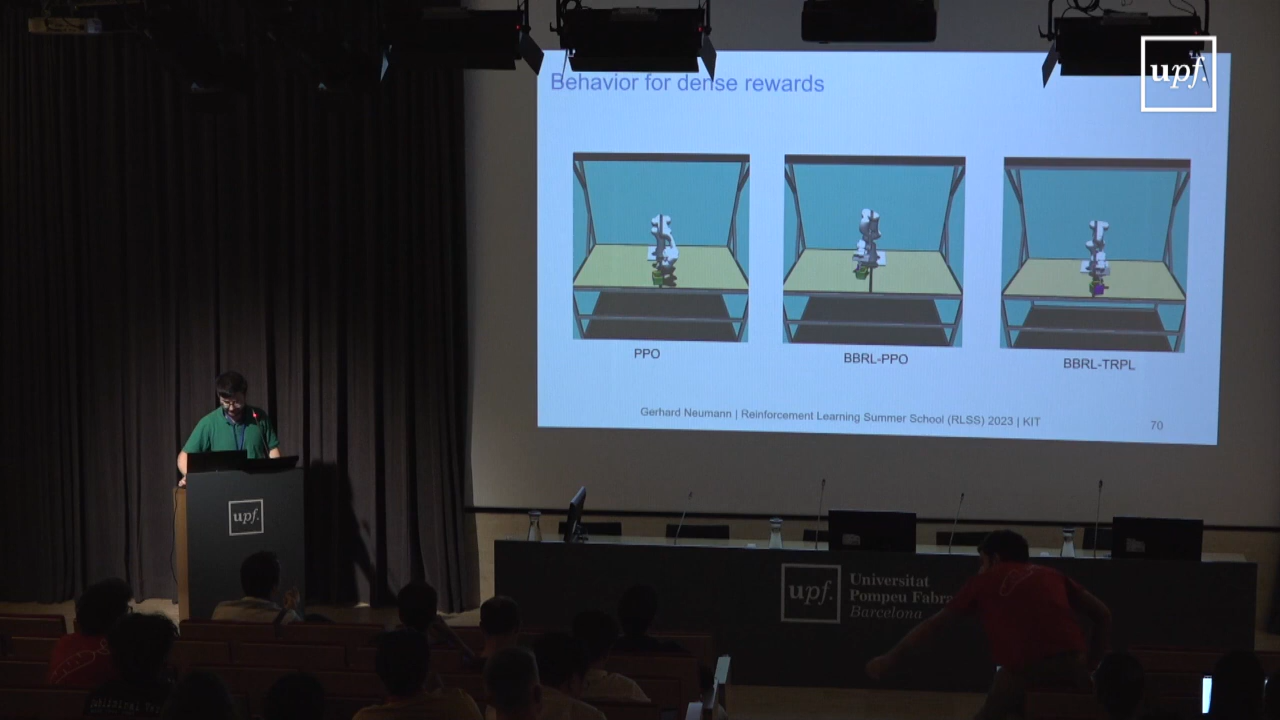 Behavior for dense rewards
upf.
PPO
BBRL-PPO
BBRL-TRPL
Gerhard Neumann | Reinforcement Learning Summer School (RLSS) 2023 | KIT
70
upf.
upf.
Universitat
Pompeu Fabra
Barcelona